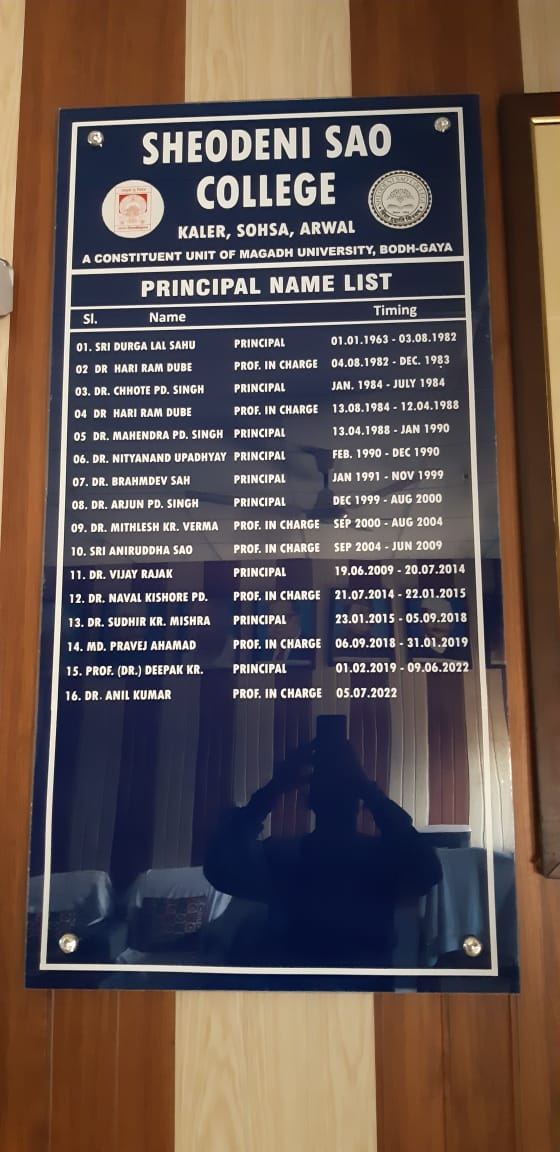 SHEODENI SAO
COLLEGE
KALER, SOHSA, ARWAL
A CONSTITUENT UNIT OF MAGADH UNIVERSITY, BODH-GAYA
PRINCIPAL NAME LIST
Sl. Name Timing
01. SRI DURGA LAL SAHU PRINCIPAL 01.01.1963 - 03.08.1982
02 DR HARI RAM DUBE PROF. IN CHARGE 04.08.1982 - DEC. 1983
03. DR. CHHOTE PD. SINGH PRINCIPAL JAN. 1984 - JULY 1984
04 DR HARI RAM DUBE PROF. IN CHARGE 13.08.1984 - 12.04.1988
05 DR. MAHENDRA PD. SINGH PRINCIPAL 13.04.1988 - JAN 1990
06. DR. NITYANAND UPADHYAY PRINCIPAL FEB. 1990 - DEC 1990
07. DR. BRAHMDEV SAH PRINCIPAL JAN 1991 - NOV 1999
08. DR. ARJUN PD. SINGH PRINCIPAL DEC 1999 - AUG 2000
09. DR. MITHLESH KR. VERMA PROF. IN CHARGE SEP 2000 - AUG 2004
10. SRI ANIRUDDHA SAO PROF. IN CHARGE SEP 2004 - JUN 2009
11. DR. VIJAY RAJAK PRINCIPAL 19.06.2009 - 20.07.2014
12. DR. NAVAL KISHORE PD. PROF. IN CHARGE 21.07.2014 - 22.01.2015
13. DR. SUDHIR KR. MISHRA PRINCIPAL 23.01.2015 - 05.09.2018
14. MD. PRAVEJ AHAMAD PROF. IN CHARGE 06.09.2018 - 31.01.2019
15. PROF. (DR.) DEEPAK KR. PRINCIPAL 01.02.2019 - 09.06.2022
16. DR. ANIL KUMAR PROF. IN CHARGE 05.07.2022